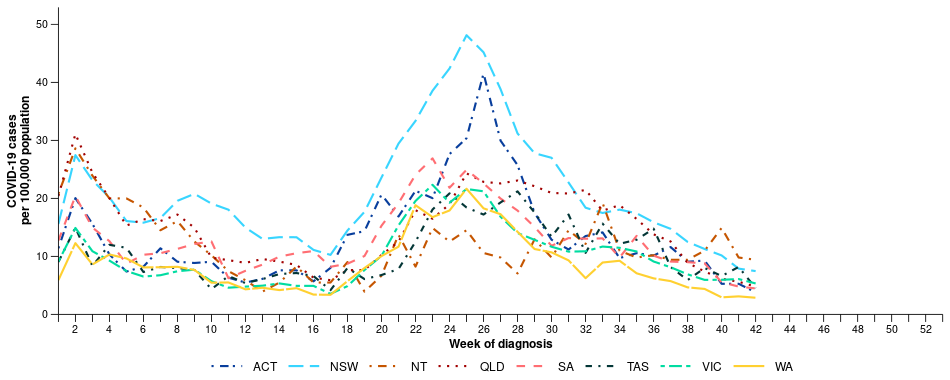 COVID-19 cases
per 100,000 population
50
40
30
20
10
0
2 4 6 8 10 12 14 16 18 20 22 24 26 28 30 32 34 36 38 40 42 44 46 48 50 52
Week of diagnosis
ACT NSW NT QLD SA TAS VIC WA